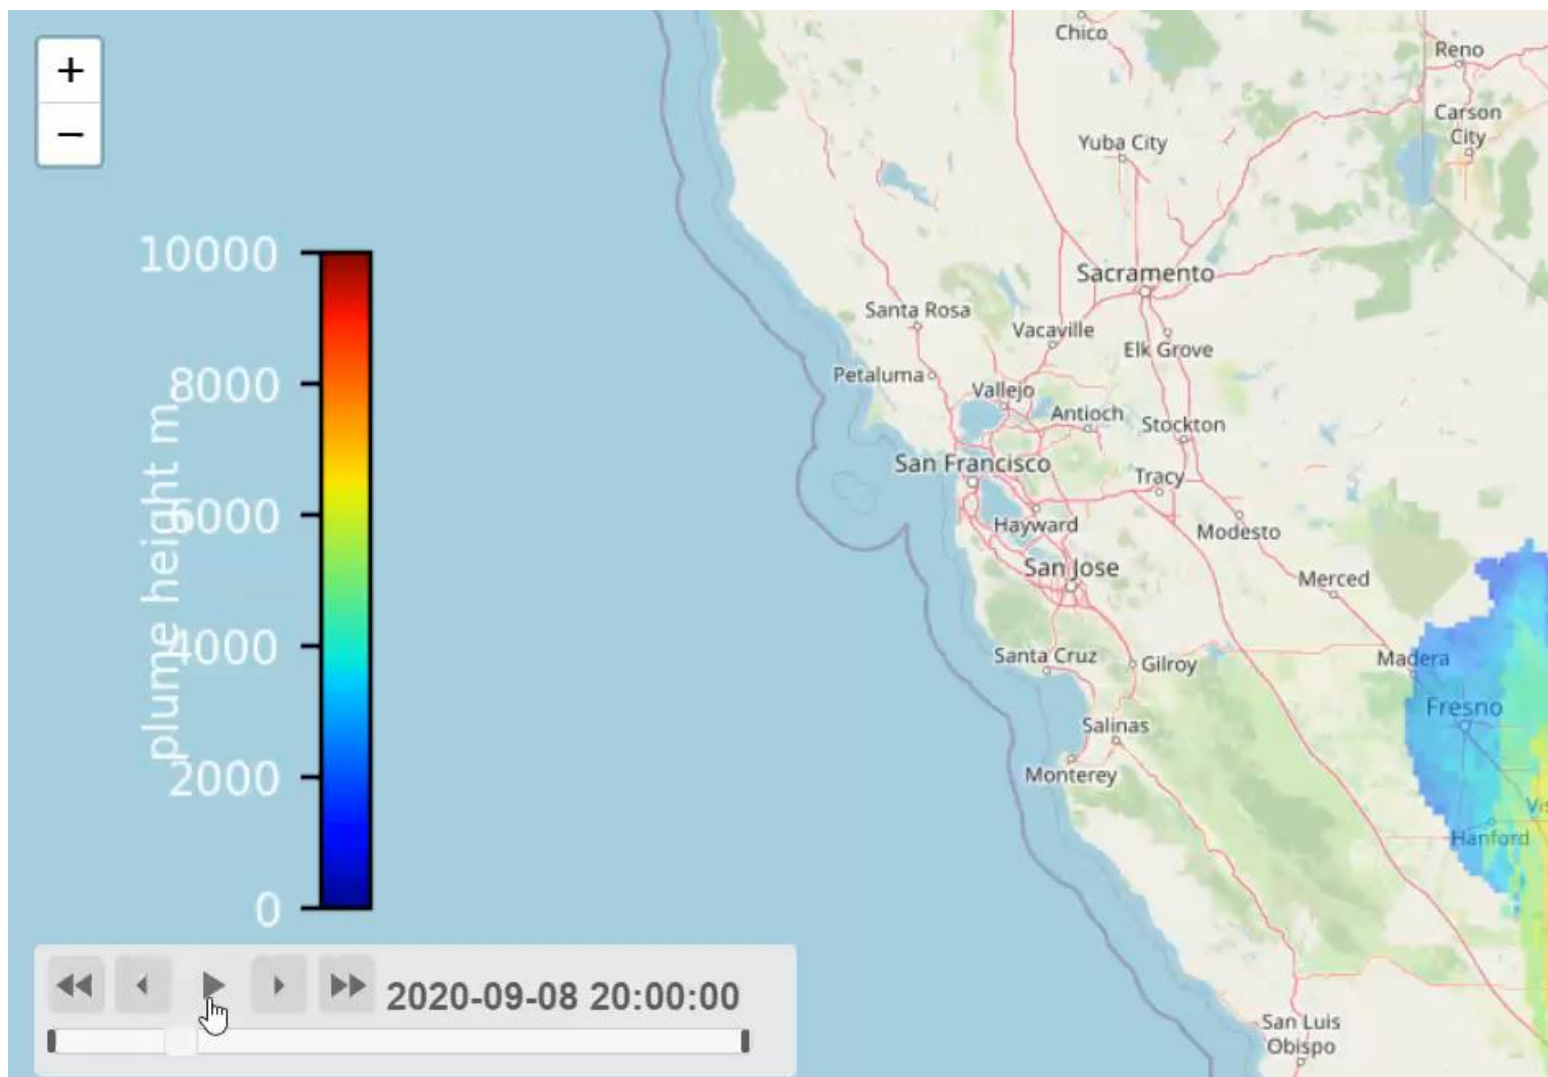 +
−
Chico
Reno
Carson
City
Yuba City
Sacramento
Santa Rosa
Vacaville
Elk Grove
Petaluma
Vallejo
Antioch
Stockton
San Francisco
Tracy
Hayward
Modesto
San Jose
Merced
Santa Cruz
Gilroy
Madera
Fresno
Salinas
Monterey
Vis
Hanford
San Luis
Obispo
10000
8000
6000
4000
2000
0
plume height m
2020-09-08 20:00:00